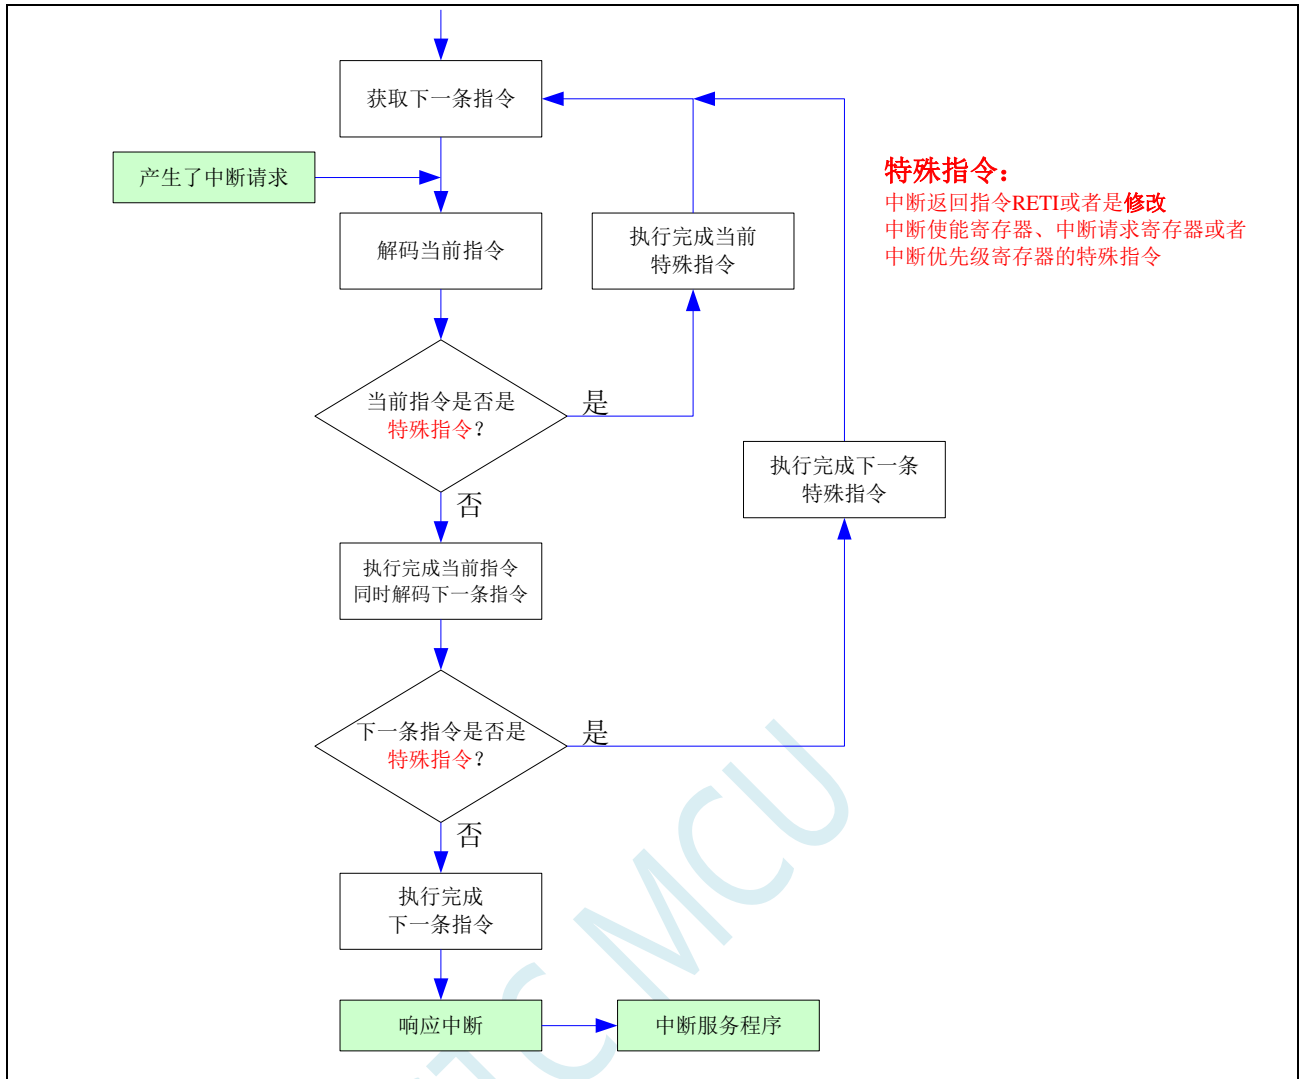 获取下一条指令
产生了中断请求
特殊指令：
中断返回指令RETI或者是修改
中断使能寄存器、中断请求寄存器或者
中断优先级寄存器的特殊指令
解码当前指令
执行完成当前
特殊指令
当前指令是否是
特殊指令？
是
否
执行完成下一条
特殊指令
执行完成当前指令
同时解码下一条指令
下一条指令是否是
特殊指令？
是
否
执行完成
下一条指令
响应中断
中断服务程序
MCU